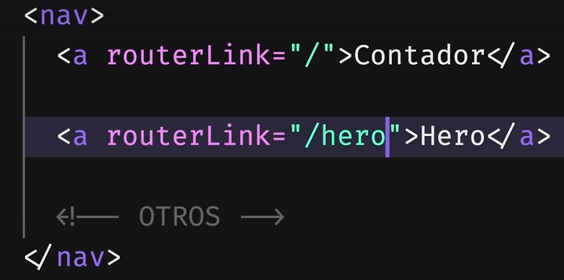 <nav>
<a routerLink="/">Contador</a>
<a routerLink="/hero">Hero</a>
<!-- OTROS -->
</nav>